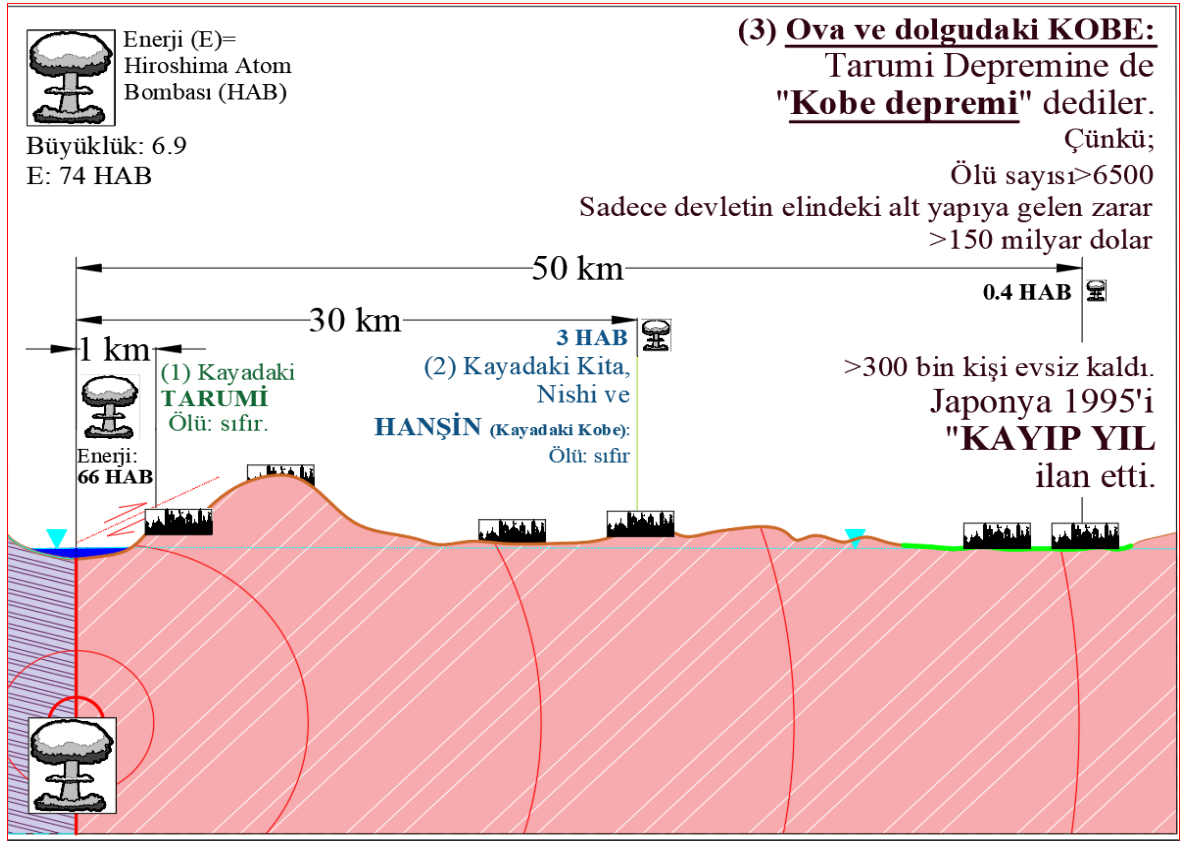 Enerji (E)=
Hiroshima Atom
Bombası (HAB)
Büyüklük: 6.9
E: 74 HAB
(3) Ova ve dolgudaki KOBE:
Tarumi Depremine de
"Kobe depremi" dediler.
Çünkü;
Ölü sayısı>6500
Sadece devletin elindeki alt yapıya gelen zarar
>150 milyar dolar
50 km
0.4 HAB
30 km
1 km
3 HAB
(1) Kayadaki
TARUMİ
Ölü: sıfır.
(2) Kayadaki Kita,
Nishi ve
HANŞİN (Kayadaki Kobe):
Ölü: sıfır
Enerji:
66 HAB
>300 bin kişi evsiz kaldı.
Japonya 1995'i
"KAYIP YIL
ilan etti.